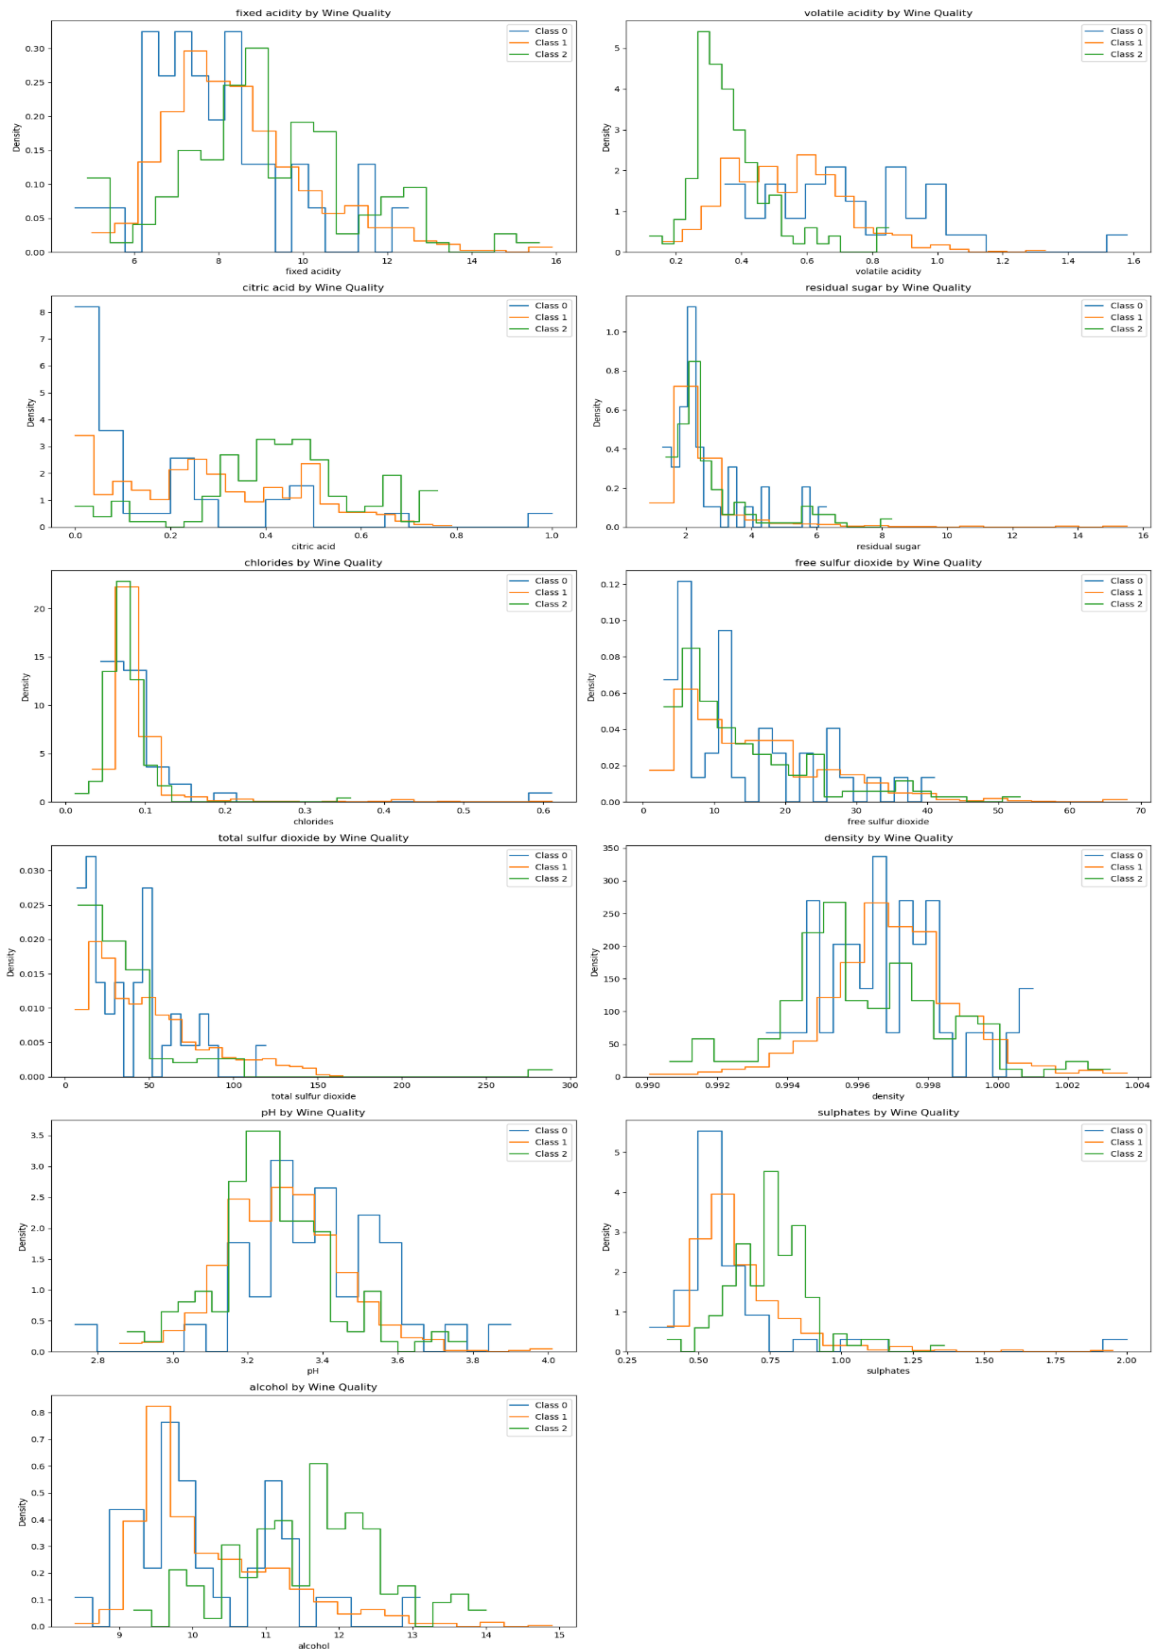 fixed acidity by Wine Quality
Class 0
Class 1
Class 2
Density
0.30
0.25
0.20
0.15
0.10
0.05
0.00
6 8 10 12 14 16
fixed acidity
volatile acidity by Wine Quality
Class 0
Class 1
Class 2
Density
5
4
3
2
1
0
0.2 0.4 0.6 0.8 1.0 1.2 1.4 1.6
volatile acidity
citric acid by Wine Quality
Class 0
Class 1
Class 2
Density
8
7
6
5
4
3
2
1
0
0.0 0.2 0.4 0.6 0.8 1.0
citric acid
residual sugar by Wine Quality
Class 0
Class 1
Class 2
Density
1.0
0.8
0.6
0.4
0.2
0.0
2 4 6 8 10 12 14 16
residual sugar
chlorides by Wine Quality
Class 0
Class 1
Class 2
Density
20
15
10
5
0
0.0 0.1 0.2 0.3 0.4 0.5 0.6
chlorides
free sulfur dioxide by Wine Quality
Class 0
Class 1
Class 2
Density
0.12
0.10
0.08
0.06
0.04
0.02
0.00
0 10 20 30 40 50 60 70
free sulfur dioxide
total sulfur dioxide by Wine Quality
Class 0
Class 1
Class 2
Density
0.030
0.025
0.020
0.015
0.010
0.005
0.000
0 50 100 150 200 250 300
total sulfur dioxide
density by Wine Quality
Class 0
Class 1
Class 2
Density
350
300
250
200
150
100
50
0
0.990 0.992 0.994 0.996 0.998 1.000 1.002 1.004
density
pH by Wine Quality
Class 0
Class 1
Class 2
Density
3.5
3.0
2.5
2.0
1.5
1.0
0.5
0.0
2.8 3.0 3.2 3.4 3.6 3.8 4.0
pH
sulphates by Wine Quality
Class 0
Class 1
Class 2
Density
5
4
3
2
1
0
0.25 0.50 0.75 1.00 1.25 1.50 1.75 2.00
sulphates
alcohol by Wine Quality
Class 0
Class 1
Class 2
Density
0.8
0.7
0.6
0.5
0.4
0.3
0.2
0.1
0.0
9 10 11 12 13 14 15
alcohol